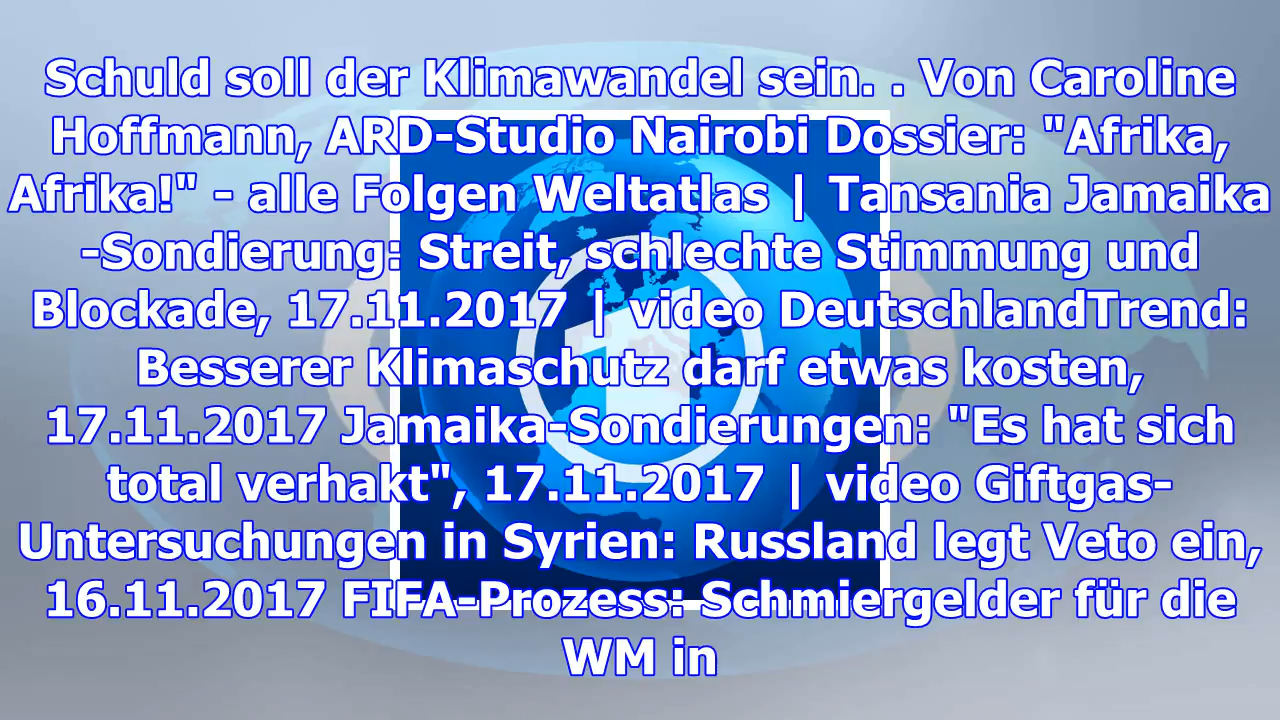 Schuld soll der Klimawandel sein. . Von Caroline
Hoffmann, ARD-Studio Nairobi Dossier: "Afrika,
Afrika!" - alle Folgen Weltatlas | Tansania Jamaika
-Sondierung: Streit, schlechte Stimmung und
Blockade, 17.11.2017 | video DeutschlandTrend:
Besserer Klimaschutz darf etwas kosten,
17.11.2017 Jamaika-Sondierungen: "Es hat sich
total verhakt", 17.11.2017 | video Giftgas-
Untersuchungen in Syrien: Russland legt Veto ein,
16.11.2017 FIFA-Prozess: Schmiergelder für die
WM in